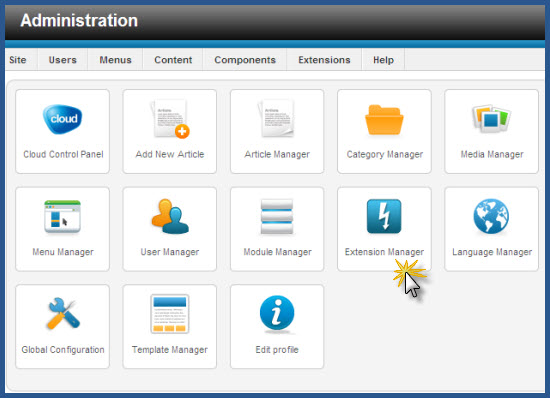 Administration
Site Users Menus Content Components Extensions Help
cloud
Cloud Control Panel Add New Article Article Manager Category Manager Media Manager
Menu Manager User Manager Module Manager Extension Manager Language Manager
Global Configuration Template Manager Edit profile